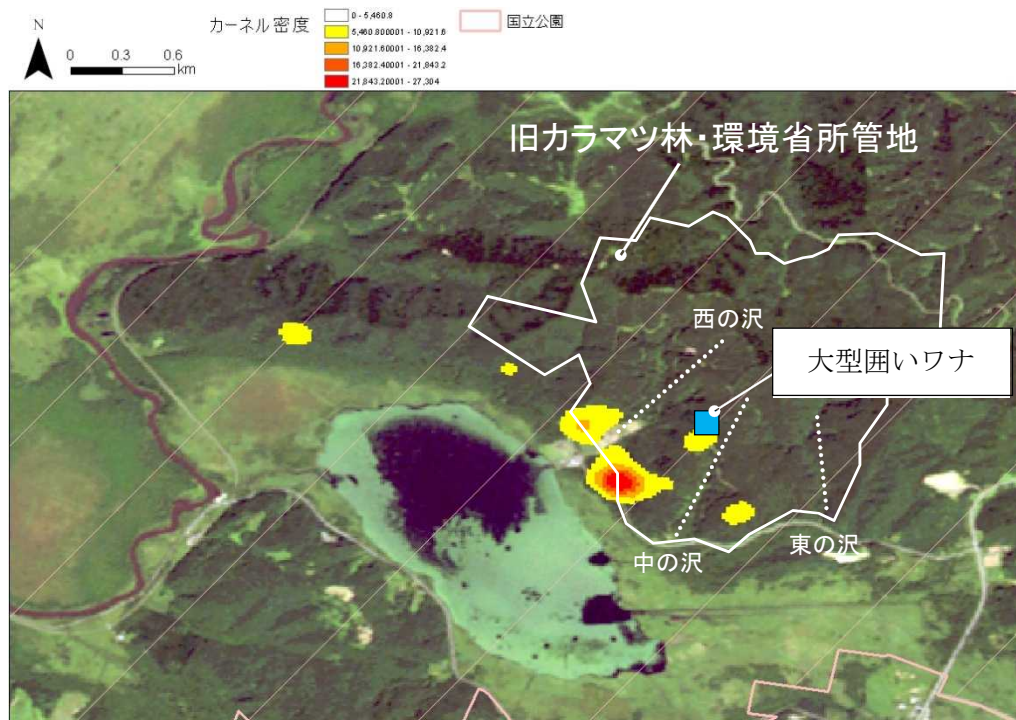 N
0 0.3 0.6
km
カーネル密度
0 - 5,460.8
5,460.800001 - 10,921.6
10,921.60001 - 16,382.4
16,382.40001 - 21,843.2
21,843.20001 - 27,304
国立公園
旧カラマツ林・環境省所管地
西の沢
大型囲いワナ
中の沢
東の沢